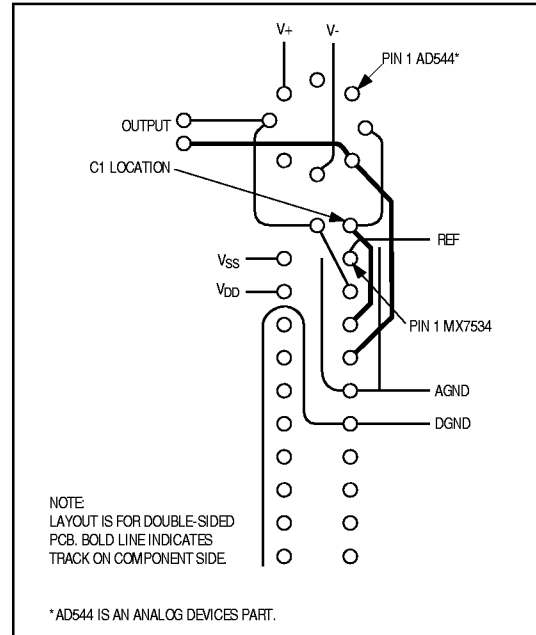 V+
V-
PIN 1 AD544*
OUTPUT
C1 LOCATION
REF
VSS
VDD
PIN 1 MX7534
AGND
DGND
NOTE:
LAYOUT IS FOR DOUBLE-SIDED
PCB. BOLD LINE INDICATES
TRACK ON COMPONENT SIDE.
*AD544 IS AN ANALOG DEVICES PART.